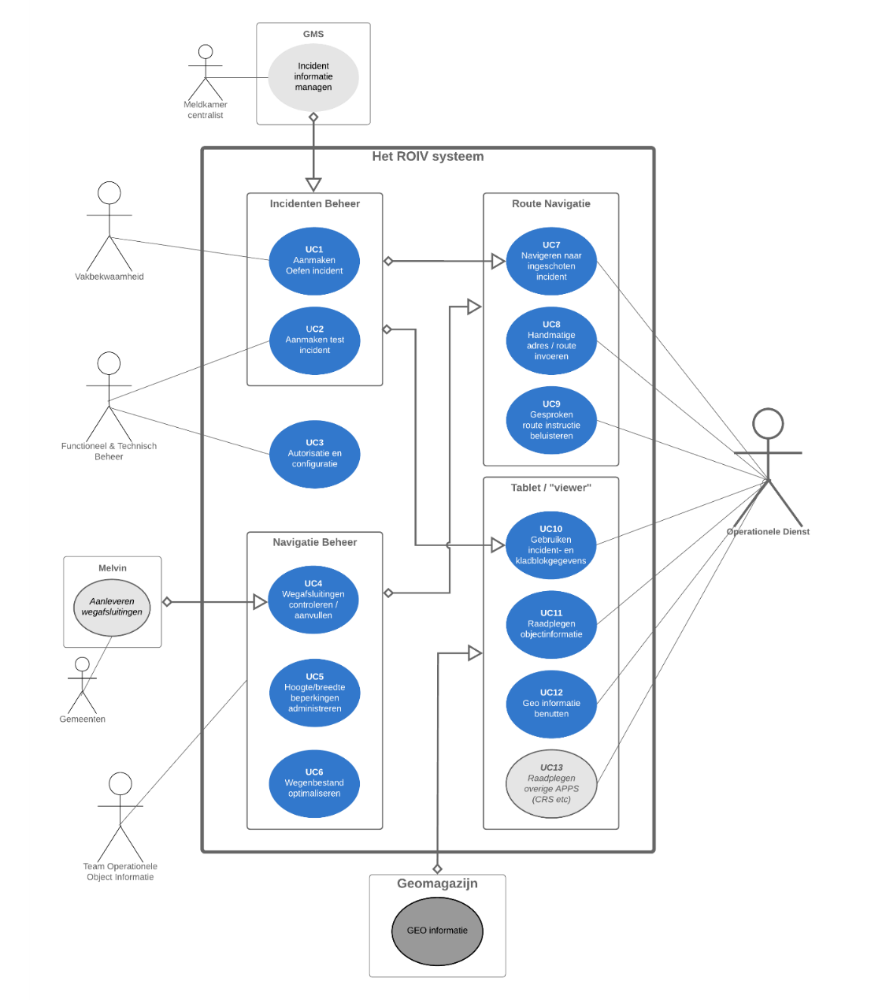 GMS
Incident
informatie
managen
Meldkamer
centralist
Het ROIV systeem
Incidenten Beheer
UC1
Aanmaken
Oefen incident
UC2
Aanmaken test
incident
Vakbekwaamheid
Functioneel & Technisch
Beheer
UC3
Autorisatie en
configuratie
Route Navigatie
UC7
Navigeren naar
ingeschoten
incident
UC8
Handmatige
adres / route
invoeren
UC9
Gesproken
route instructie
beluisteren
Tablet / "viewer"
UC10
Gebruiken
incident- en
kladblokgegevens
UC11
Raadplegen
objectinformatie
UC12
Geo informatie
benutten
UC13
Raadplegen
overige APPS
(CRS etc)
Operationele Dienst
Navigatie Beheer
UC4
Wegafsluitingen
controleren /
aanvullen
UC5
Hoogte/breedte
beperkingen
administreren
UC6
Wegenbestand
optimaliseren
Melvin
Aanleveren
wegafsluitingen
Gemeenten
Team Operationele
Object Informatie
Geomagazijn
GEO informatie